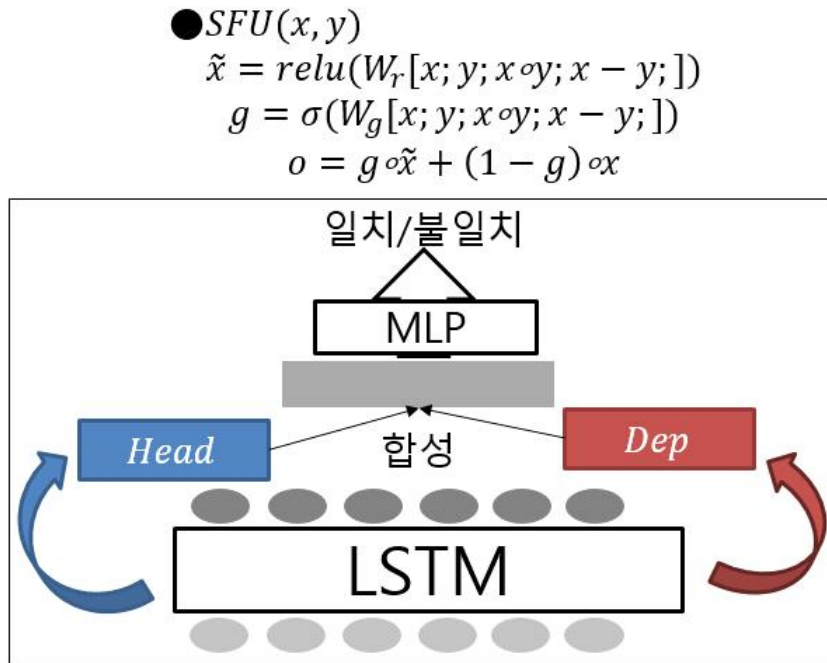 ●SFU(x, y)
x̃ = relu(W_r[x; y; x∘y; x − y; ])
g = σ(W_g[x; y; x∘y; x − y; ])
o = g∘x̃ + (1 − g)∘x
일치/불일치
MLP
Head
합성
Dep
LSTM